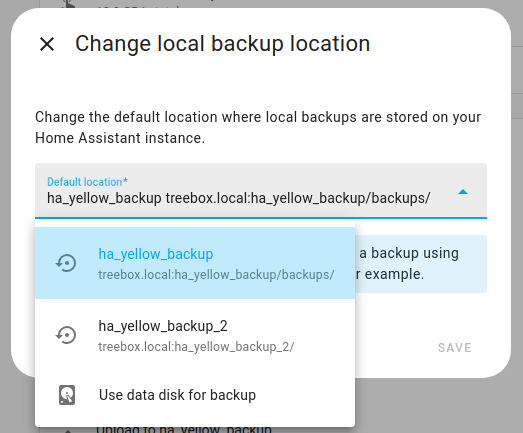 Change local backup location
Change the default location where local backups are stored on your
Home Assistant instance.
Default location*
ha_yellow_backup treebox.local:ha_yellow_backup/backups/
a backup using
example.
ha_yellow_backup
treebox.local:ha_yellow_backup/backups/
ha_yellow_backup_2
treebox.local:ha_yellow_backup_2/
Use data disk for backup
SAVE
Upload to ha_yellow_backup